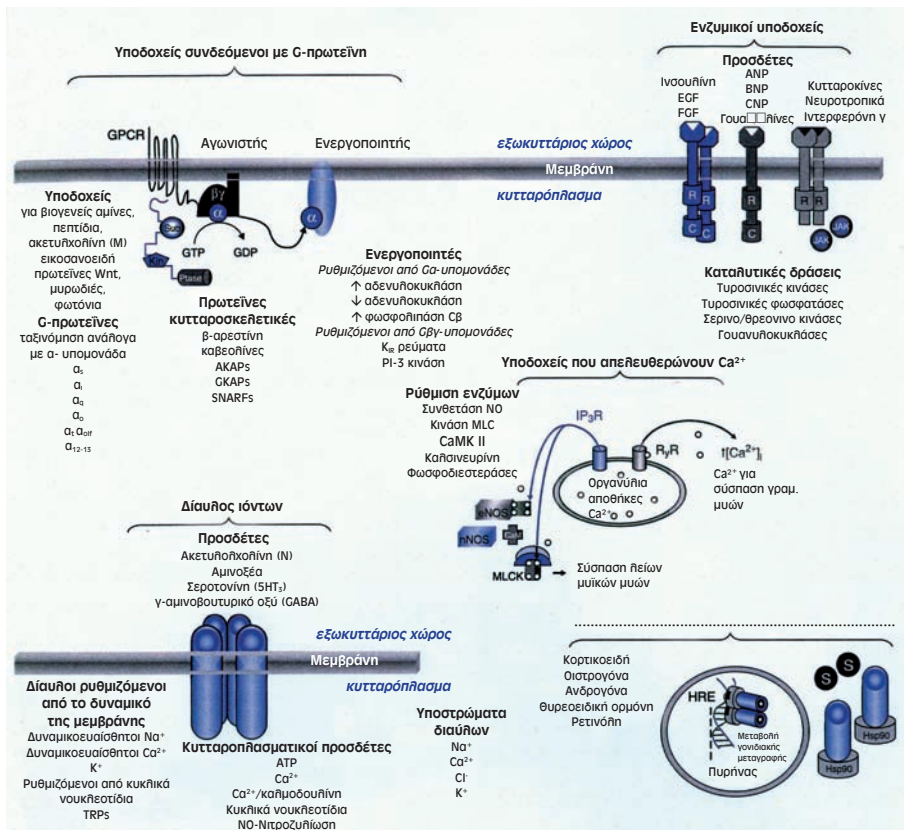 Υποδοχείς συνδεόμενοι με G-πρωτεΐνη
GPCR
Αγωνιστής
Ενεργοποιητής
βγ
α
α
GTP
GDP
Kin
Ptase
Υποδοχείς
για βιογενείς αμίνες,
πεπτίδια,
ακετυλχολίνη (Μ)
εικοσανοειδή
πρωτεΐνες Wnt,
μυρωδιές,
φωτόνια
G-πρωτεΐνες
ταξινόμηση ανάλογα
με α- υπομονάδα
αs
αi
αq
αo
αt αolf
α12-13
Πρωτεΐνες
κυτταροσκελετικές
β-αρεστίνη
καβεολίνες
AKAPs
GKAPs
SNARFs
Ενεργοποιητές
Ρυθμιζόμενοι από Gα-υπομονάδες
↑ αδενυλοκυκλάση
↓ αδενυλοκυκλάση
↑ φωσφολιπάση Cβ
Ρυθμιζόμενοι από Gβγ-υπομονάδες
KIR ρεύματα
PI-3 κινάση
εξωκυττάριος χώρος
Μεμβράνη
κυτταρόπλασμα
Ενζυμικοί υποδοχείς
Προσδέτες
Ινσουλίνη
EGF
FGF
ANP
BNP
CNP
Γουα□□λίνες
Κυτταροκίνες
Νευροτροπικά
Ιντερφερόνη γ
R
C
R
C
R
R
JAK
JAK
Καταλυτικές δράσεις
Τυροσινικές κινάσες
Τυροσινικές φωσφατάσες
Σερινο/θρεονινο κινάσες
Γουανυλοκυκλάσες
Υποδοχείς που απελευθερώνουν Ca²⁺
Ρύθμιση ενζύμων
Συνθετάση NO
Κινάση MLC
CaMK II
Καλσινευρίνη
Φωσφοδιεστεράσες
IP₃R
RyR
↑[Ca²⁺]i
Οργανύλια
αποθήκες
Ca²⁺
Ca²⁺ για
σύσπαση γραμ.
μυών
eNOS
nNOS
CaM
MLCK
Σύσπαση λείων
μυϊκών μυών
Δίαυλος ιόντων
Προσδέτες
Ακετυλολχολίνη (Ν)
Αμινοξέα
Σεροτονίνη (5HT₃)
γ-αμινοβουτυρικό οξύ (GABA)
εξωκυττάριος χώρος
Μεμβράνη
κυτταρόπλασμα
Δίαυλοι ρυθμιζόμενοι
από το δυναμικό
της μεμβράνης
Δυναμικοευαίσθητοι Na⁺
Δυναμικοευαίσθητοι Ca²⁺
K⁺
Ρυθμιζόμενοι από κυκλικά
νουκλεοτίδια
TRPs
Κυτταροπλασματικοί προσδέτες
ATP
Ca²⁺
Ca²⁺/καλμοδουλίνη
Κυκλικά νουκλεοτίδια
NO-Νιτροζυλίωση
Υποστρώματα
διαύλων
Na⁺
Ca²⁺
Cl⁻
K⁺
Κορτικοειδή
Οιστρογόνα
Ανδρογόνα
Θυρεοειδική ορμόνη
Ρετινόλη
HRE
Μεταβολή
γονιδιακής
μεταγραφής
Πυρήνας
S
S
Hsp90
Hsp90